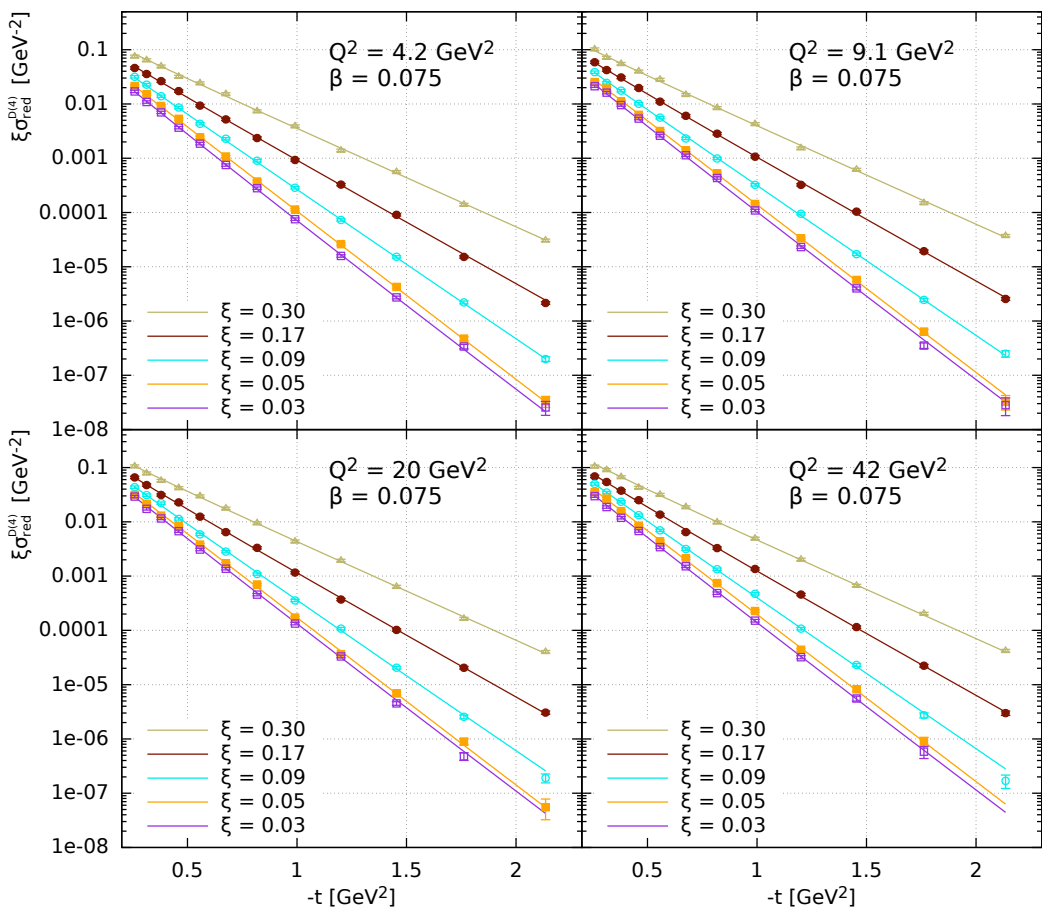 ξσ_red^D(4) [GeV^-2]
0.1
0.01
0.001
0.0001
1e-05
1e-06
1e-07
1e-08
Q² = 4.2 GeV²
β = 0.075
ξ = 0.30
ξ = 0.17
ξ = 0.09
ξ = 0.05
ξ = 0.03
Q² = 9.1 GeV²
β = 0.075
ξ = 0.30
ξ = 0.17
ξ = 0.09
ξ = 0.05
ξ = 0.03
ξσ_red^D(4) [GeV^-2]
0.1
0.01
0.001
0.0001
1e-05
1e-06
1e-07
1e-08
Q² = 20 GeV²
β = 0.075
ξ = 0.30
ξ = 0.17
ξ = 0.09
ξ = 0.05
ξ = 0.03
0.5 1 1.5 2
-t [GeV²]
Q² = 42 GeV²
β = 0.075
ξ = 0.30
ξ = 0.17
ξ = 0.09
ξ = 0.05
ξ = 0.03
0.5 1 1.5 2
-t [GeV²]